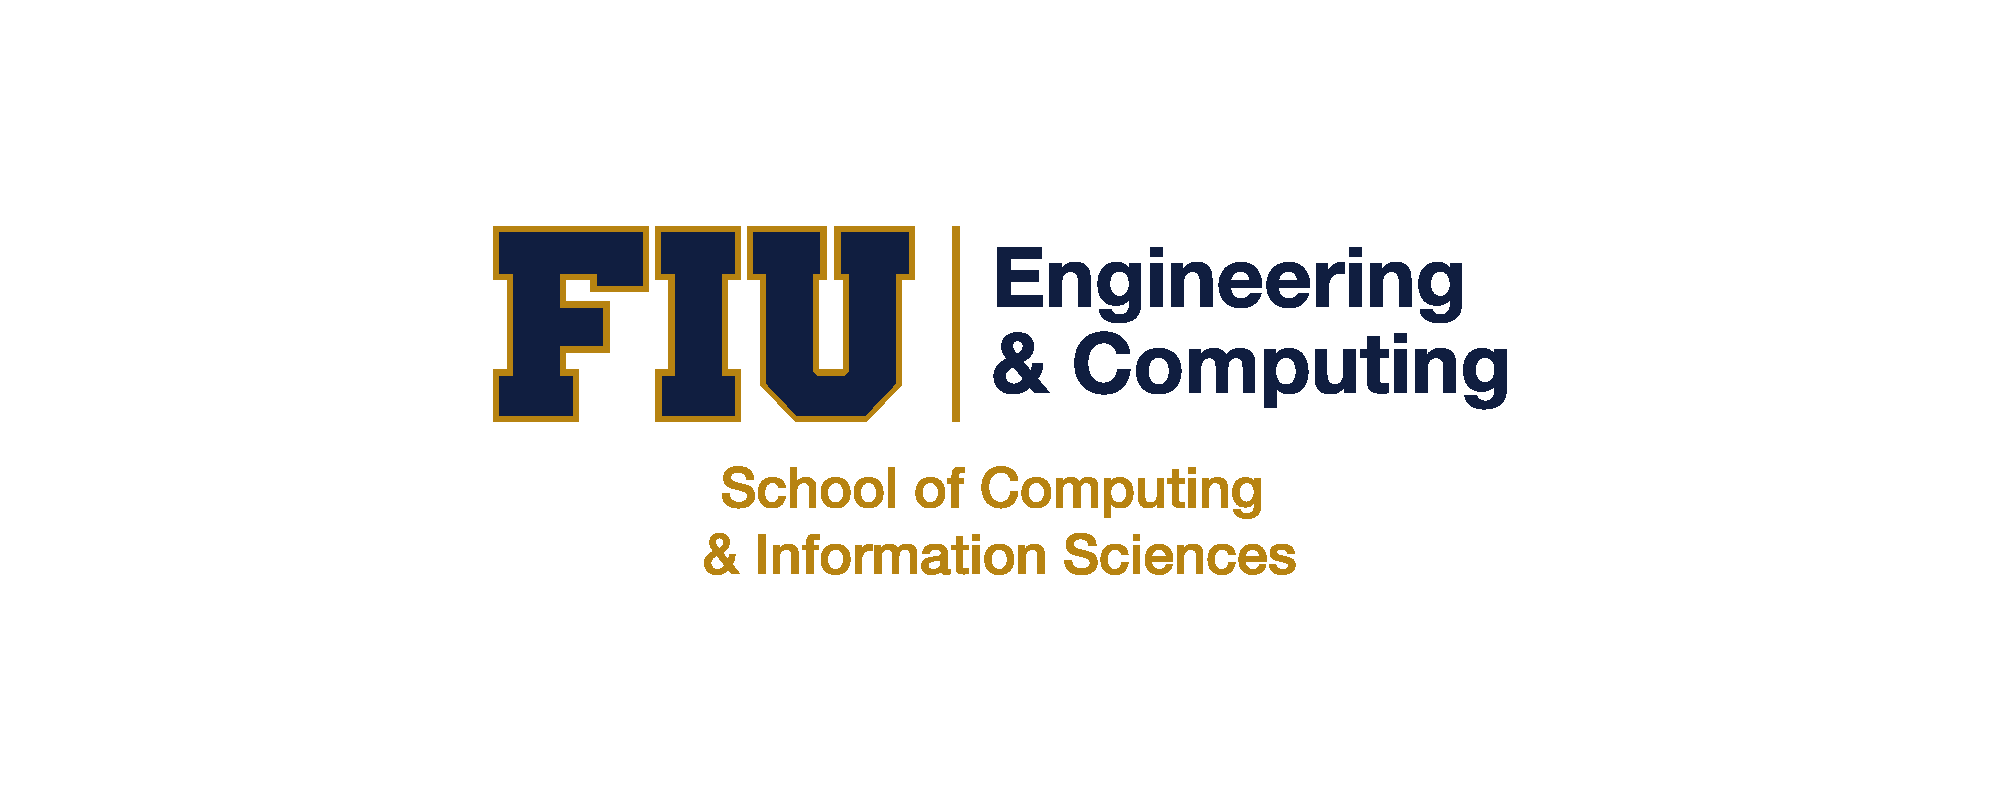 FIU
Engineering
& Computing
School of Computing
& Information Sciences